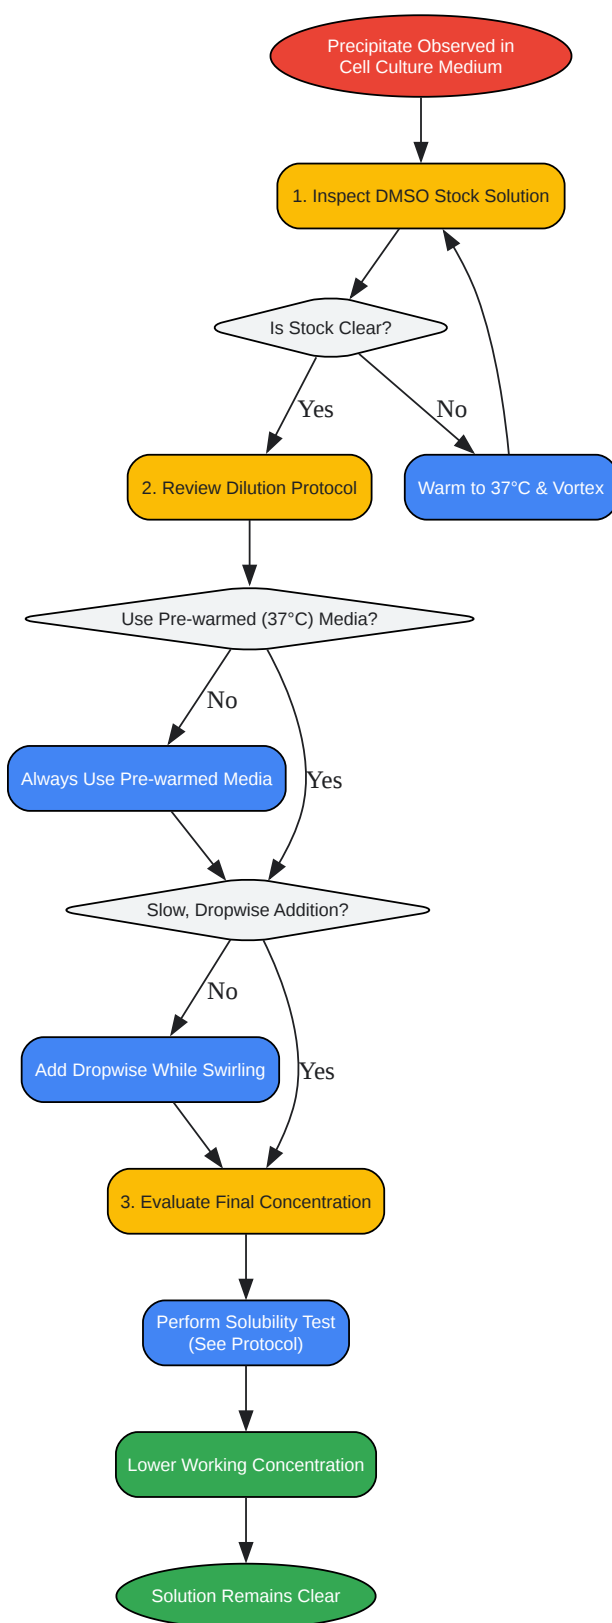 Precipitate Observed in
Cell Culture Medium
1. Inspect DMSO Stock Solution
Is Stock Clear?
Yes
No
2. Review Dilution Protocol
Warm to 37°C & Vortex
Use Pre-warmed (37°C) Media?
No
Always Use Pre-warmed Media
Yes
Slow, Dropwise Addition?
No
Add Dropwise While Swirling
Yes
3. Evaluate Final Concentration
Perform Solubility Test
(See Protocol)
Lower Working Concentration
Solution Remains Clear